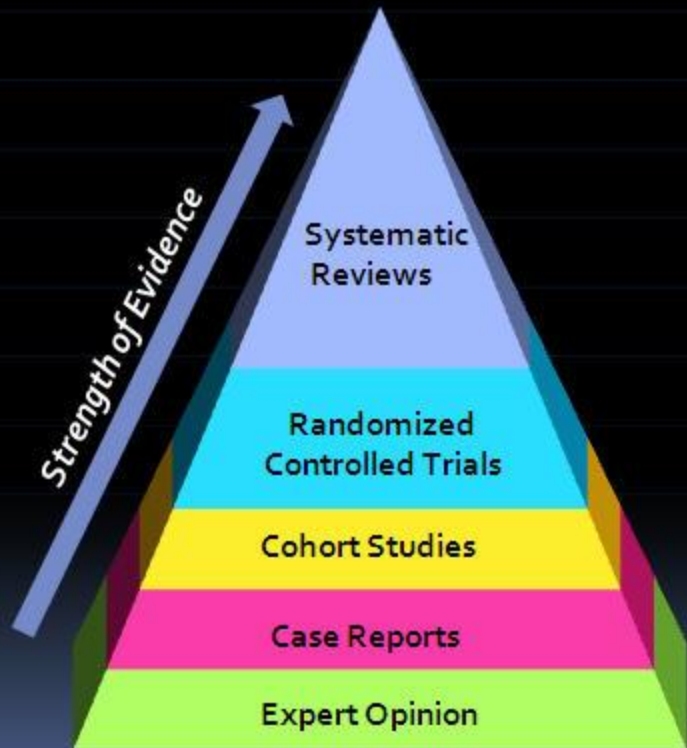 Strength of Evidence
Systematic
Reviews
Randomized
Controlled Trials
Cohort Studies
Case Reports
Expert Opinion